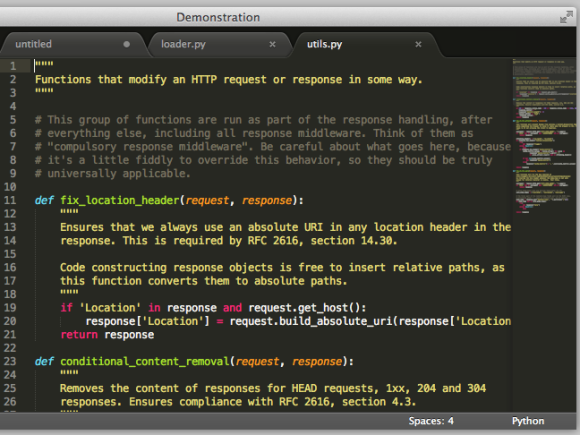 Demonstration
untitled
loader.py
utils.py
1 """
2 Functions that modify an HTTP request or response in some way.
3 """
4
5 # This group of functions are run as part of the response handling, after
6 # everything else, including all response middleware. Think of them as
7 # "compulsory response middleware". Be careful about what goes here, because
8 # it's a little fiddly to override this behavior, so they should be truly
9 # universally applicable.
10
11 def fix_location_header(request, response):
12 """
13 Ensures that we always use an absolute URI in any location header in the
14 response. This is required by RFC 2616, section 14.30.
15
16 Code constructing response objects is free to insert relative paths, as
17 this function converts them to absolute paths.
18 """
19 if 'Location' in response and request.get_host():
20 response['Location'] = request.build_absolute_uri(response['Location
21 return response
22
23 def conditional_content_removal(request, response):
24 """
25 Removes the content of responses for HEAD requests, 1xx, 204 and 304
26 responses. Ensures compliance with RFC 2616, section 4.3.
"""
Spaces: 4
Python